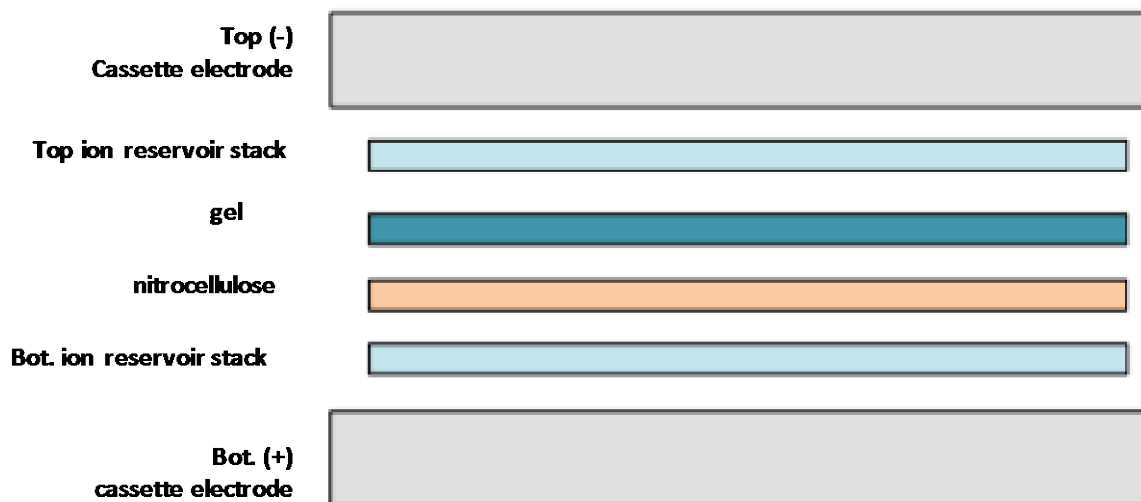 Top (-)
Cassette electrode
Top ion reservoir stack
gel
nitrocellulose
Bot. ion reservoir stack
Bot. (+)
cassette electrode